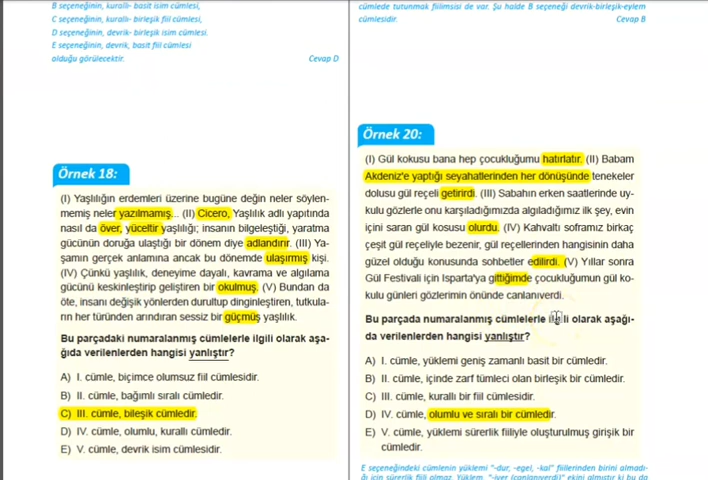 B seçeneğinin, kurallı- basit isim cümlesi,
C seçeneğinin, kurallı- birleşik fiil cümlesi
D seçeneğinin, devrik- birleşik isim cümlesi.
E seçeneğinin, devrik, basit fiil cümlesi
olduğu görülecektir.
Cevap D
Örnek 18:
(I) Yaşlılığın erdemleri üzerine bugüne değin neler söylen-
memiş neler yazılmamış... (II) Cicero, Yaşlılık adlı yapıtında
nasıl da över, yüceltir yaşlılığı; insanın bilgeleştiği, yaratma
gücünün doruğa ulaştığı bir dönem diye adlandırır. (III) Ya-
şamın gerçek anlamına ancak bu dönemde ulaşırmış kişi.
(IV) Çünkü yaşlılık, deneyime dayalı, kavrama ve algılama
gücünü keskinleştirip geliştiren bir okulmuş. (V) Bundan da
öte, insanı değişik yönlerden durultup dinginleştiren, tutkula-
rın her türünden arındıran sessiz bir güçmüş yaşlılık.
Bu parçadaki numaralanmış cümlelerle ilgili olarak aşa-
ğıda verilenlerden hangisi yanlıştır?
A) I. cümle, biçimce olumsuz fiil cümlesidir.
B) II. cümle, bağımlı sıralı cümledir.
C) III. cümle, bileşik cümledir.
D) IV. cümle, olumlu, kurallı cümledir.
E) V. cümle, devrik isim cümlesidir.
cümlede tutunmak fiilimsisi de var. Şu halde B seçeneği devrik-birleşik-eylem
cümlesidir.
Cevap B
Örnek 20:
(I) Gül kokusu bana hep çocukluğumu hatırlatır. (II) Babam
Akdeniz'e yaptığı seyahatlerinden her dönüşünde tenekeler
dolusu gül reçeli getirirdi. (III) Sabahın erken saatlerinde uy-
kulu gözlerle onu karşıladığımızda algıladığımız ilk şey, evin
içini saran gül kokusu olurdu. (IV) Kahvaltı soframız birkaç
çeşit gül reçeliyle bezenir, gül reçellerinden hangisinin daha
güzel olduğu konusunda sohbetler edilirdi. (V) Yıllar sonra
Gül Festivali için Isparta'ya gittiğimde çocukluğumun gül ko-
kulu günleri gözlerimin önünde canlanıverdi.
Bu parçada numaralanmış cümlelerle ilgili olarak aşağı-
da verilenlerden hangisi yanlıştır?
A) I. cümle, yüklemi geniş zamanlı basit bir cümledir.
B) II. cümle, içinde zarf tümleci olan birleşik bir cümledir.
C) III. cümle, kurallı bir fiil cümlesidir.
D) IV. cümle, olumlu ve sıralı bir cümledir.
E) V. cümle, yüklemi sürerlik fiiliyle oluşturulmuş girişik bir
cümledir.
E seçeneğindeki cümlenin yüklemi "-dur, -egel, -kal" fiillerinden birini almadı-
ğı için sürerlik fiili olmaz. Yüklem, "-iver (canlanıverdi)" ekini almıştır ki bu da